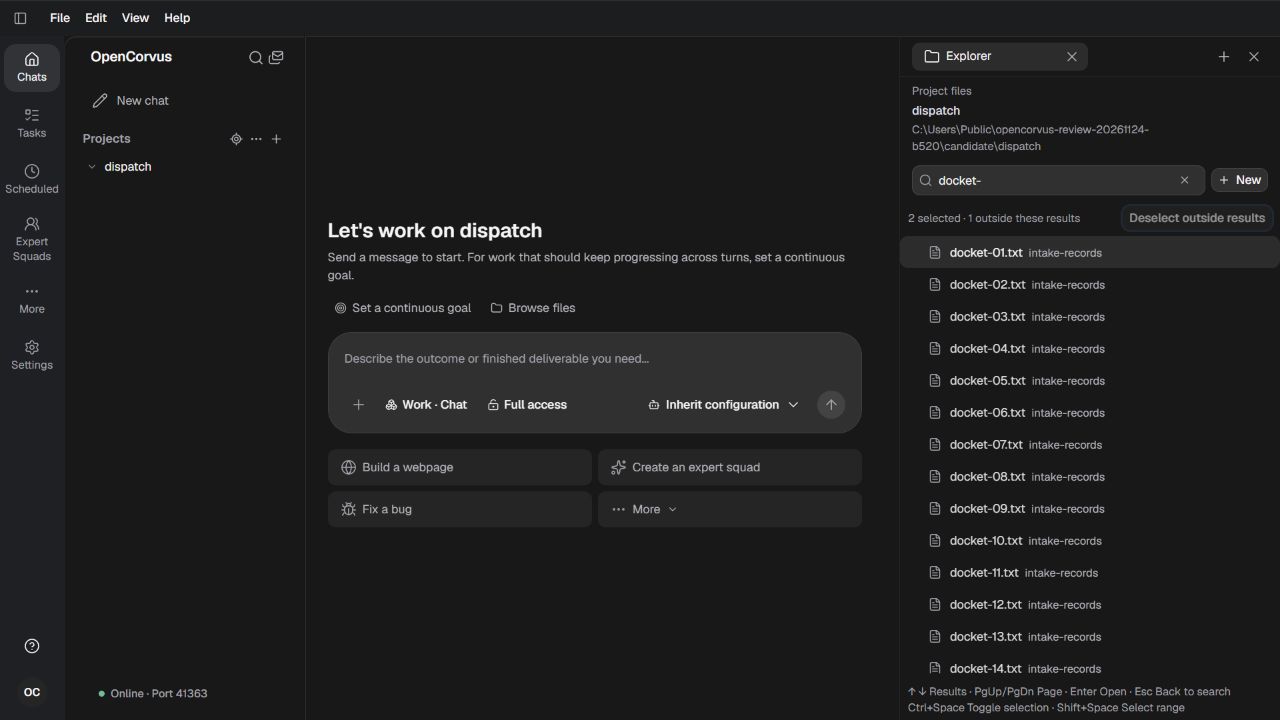 File Edit View Help
Chats
Tasks
Scheduled
Expert
Squads
More
Settings
OC
OpenCorvus
New chat
Projects
dispatch
Online · Port 41363
Let's work on dispatch
Send a message to start. For work that should keep progressing across turns, set a continuous
goal.
Set a continuous goal Browse files
Describe the outcome or finished deliverable you need...
Work · Chat Full access Inherit configuration
Build a webpage Create an expert squad
Fix a bug More
Explorer
Project files
dispatch
C:\Users\Public\opencorvus-review-20261124-
b520\candidate\dispatch
docket- New
2 selected · 1 outside these results Deselect outside results
docket-01.txt intake-records
docket-02.txt intake-records
docket-03.txt intake-records
docket-04.txt intake-records
docket-05.txt intake-records
docket-06.txt intake-records
docket-07.txt intake-records
docket-08.txt intake-records
docket-09.txt intake-records
docket-10.txt intake-records
docket-11.txt intake-records
docket-12.txt intake-records
docket-13.txt intake-records
docket-14.txt intake-records
↑ ↓ Results · PgUp/PgDn Page · Enter Open · Esc Back to search
Ctrl+Space Toggle selection · Shift+Space Select range